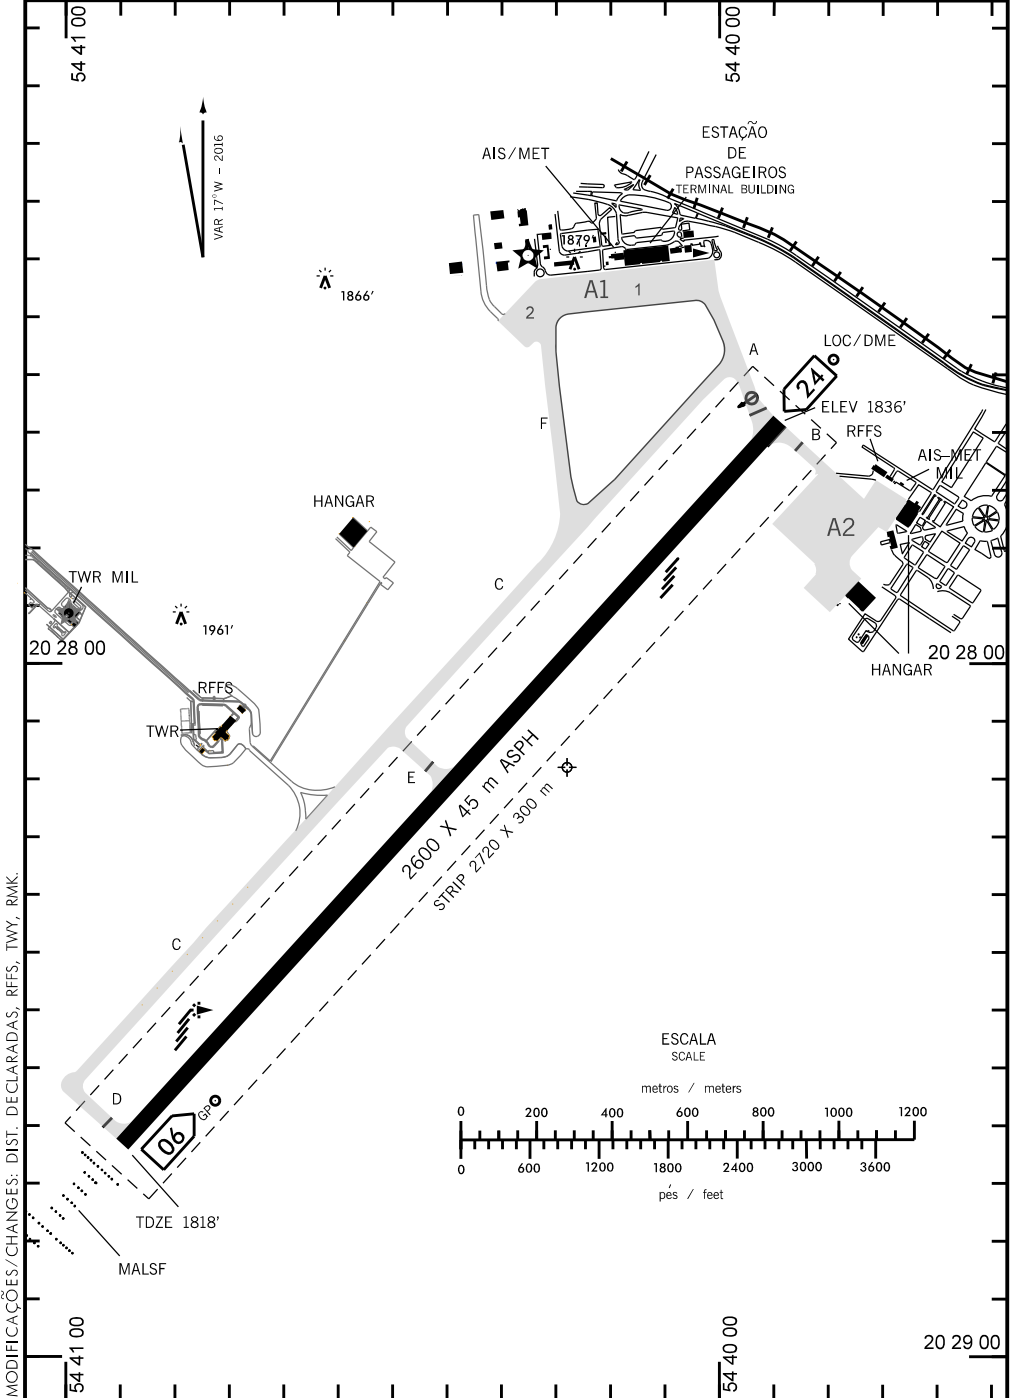 54 41 00
54 40 00
VAR 17°W - 2016
AIS/MET
ESTAÇÃO
DE
PASSAGEIROS
TERMINAL BUILDING
1879'
1866'
A1
1
2
A
LOC/DME
24
ELEV 1836'
B
RFFS
AIS-MET
MIL
F
HANGAR
A2
TWR MIL
C
1961'
20 28 00
20 28 00
HANGAR
RFFS
TWR
E
2600 X 45 m ASPH
STRIP 2720 X 300 m
C
D
06
GP
TDZE 1818'
MALSF
ESCALA
SCALE
metros / meters
0 200 400 600 800 1000 1200
0 600 1200 1800 2400 3000 3600
pés / feet
MODIFICAÇÕES/CHANGES: DIST. DECLARADAS, RFFS, TWY, RMK.
54 41 00
54 40 00
20 29 00